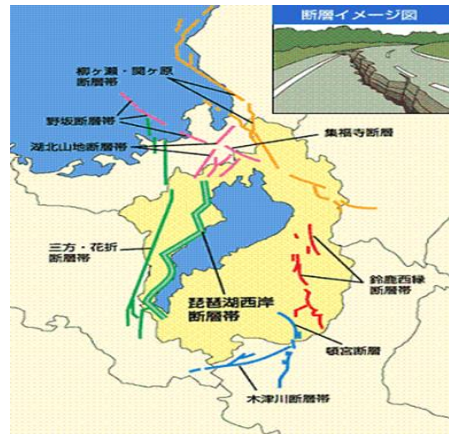 断層イメージ図
柳ヶ瀬・関ヶ原
断層帯
野坂断層帯
湖北山地断層帯
集福寺断層
三方・花折
断層帯
琵琶湖西岸
断層帯
鈴鹿西縁
断層帯
頓宮断層
木津川断層帯